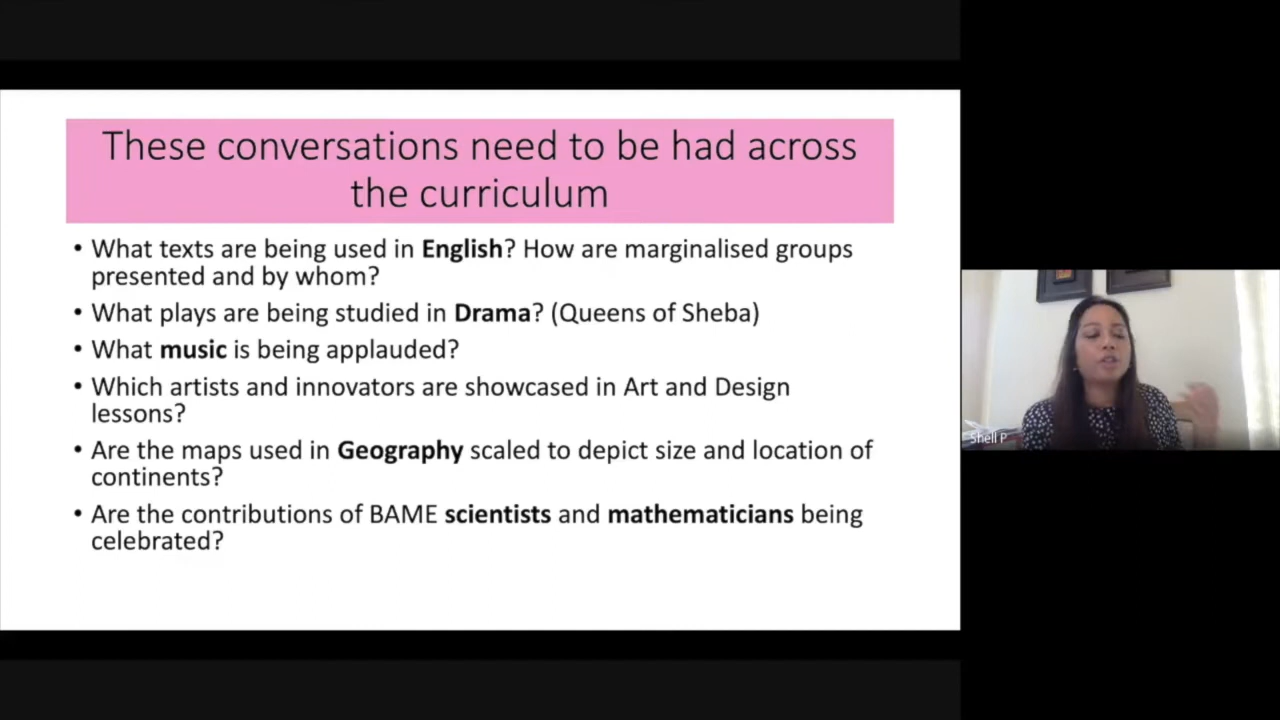 These conversations need to be had across
the curriculum
• What texts are being used in English? How are marginalised groups
presented and by whom?
• What plays are being studied in Drama? (Queens of Sheba)
• What music is being applauded?
• Which artists and innovators are showcased in Art and Design
lessons?
• Are the maps used in Geography scaled to depict size and location of
continents?
• Are the contributions of BAME scientists and mathematicians being
celebrated?
Shell P